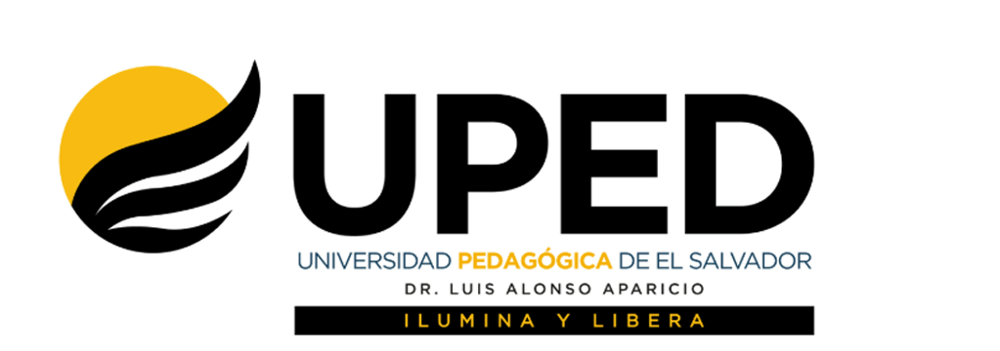 UPED
UNIVERSIDAD PEDAGÓGICA DE EL SALVADOR
DR. LUIS ALONSO APARICIO
ILUMINA Y LIBERA